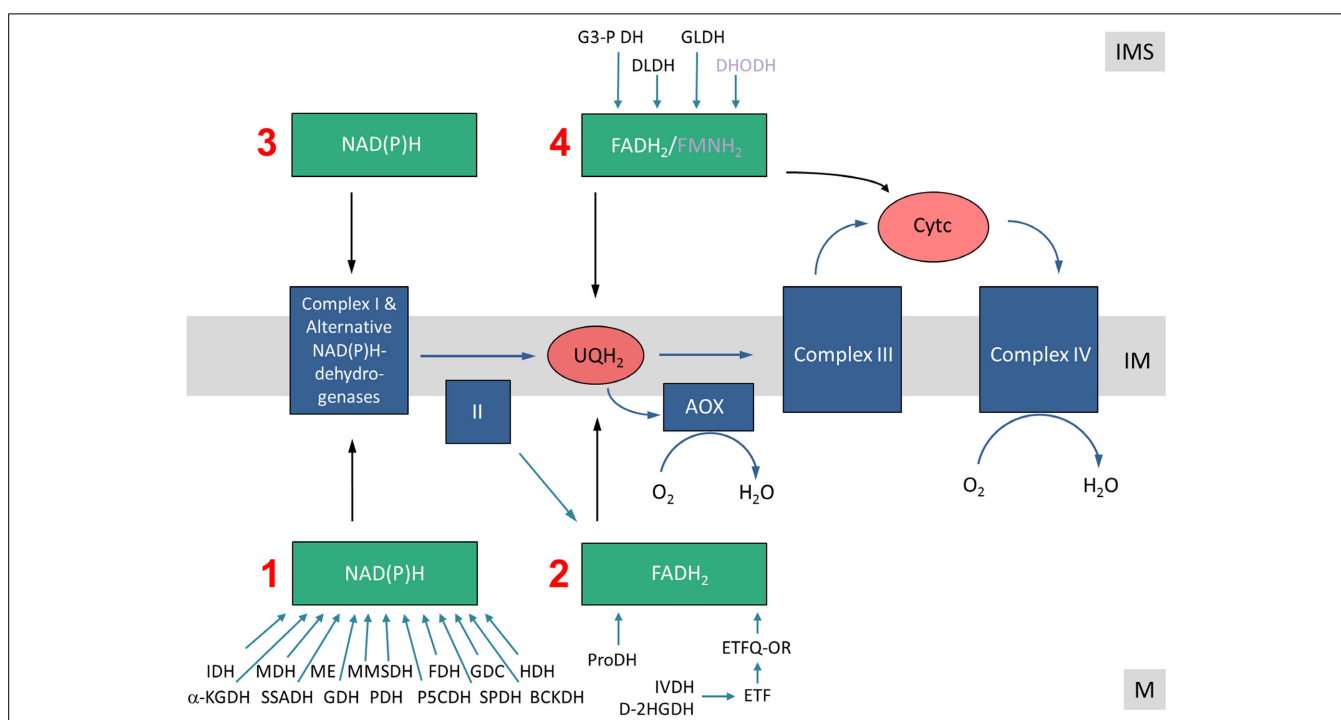 G3-P DH
GLDH
IMS
DLDH
DHODH
3
NAD(P)H
4
FADH₂/FMNH₂
Cytc
Complex I &
Alternative
NAD(P)H-
dehydro-
genases
UQH₂
Complex III
Complex IV
IM
II
AOX
O₂
H₂O
O₂
H₂O
1
NAD(P)H
2
FADH₂
IDH MDH ME MMSDH FDH GDC HDH
α-KGDH SSADH GDH PDH P5CDH SPDH BCKDH
ProDH
ETFQ-OR
IVDH
D-2HGDH
ETF
M